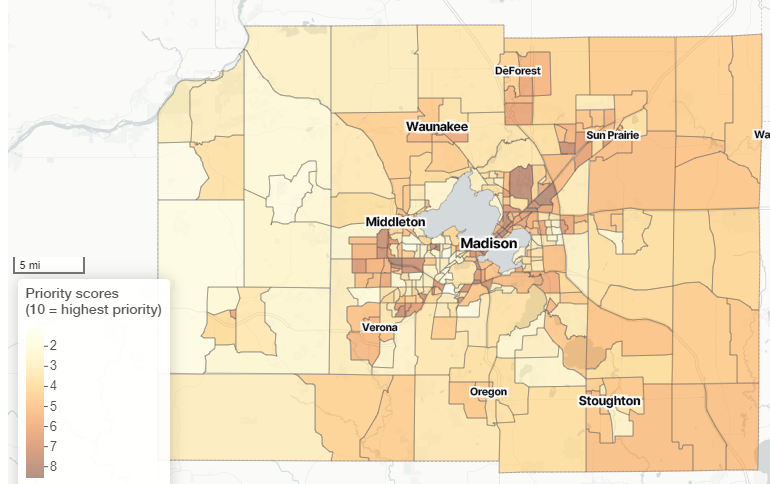 DeForest
Waunakee
Sun Prairie
Wa
Middleton
Madison
5 mi
Priority scores
(10 = highest priority)
2
3
4
5
6
7
8
Verona
Oregon
Stoughton